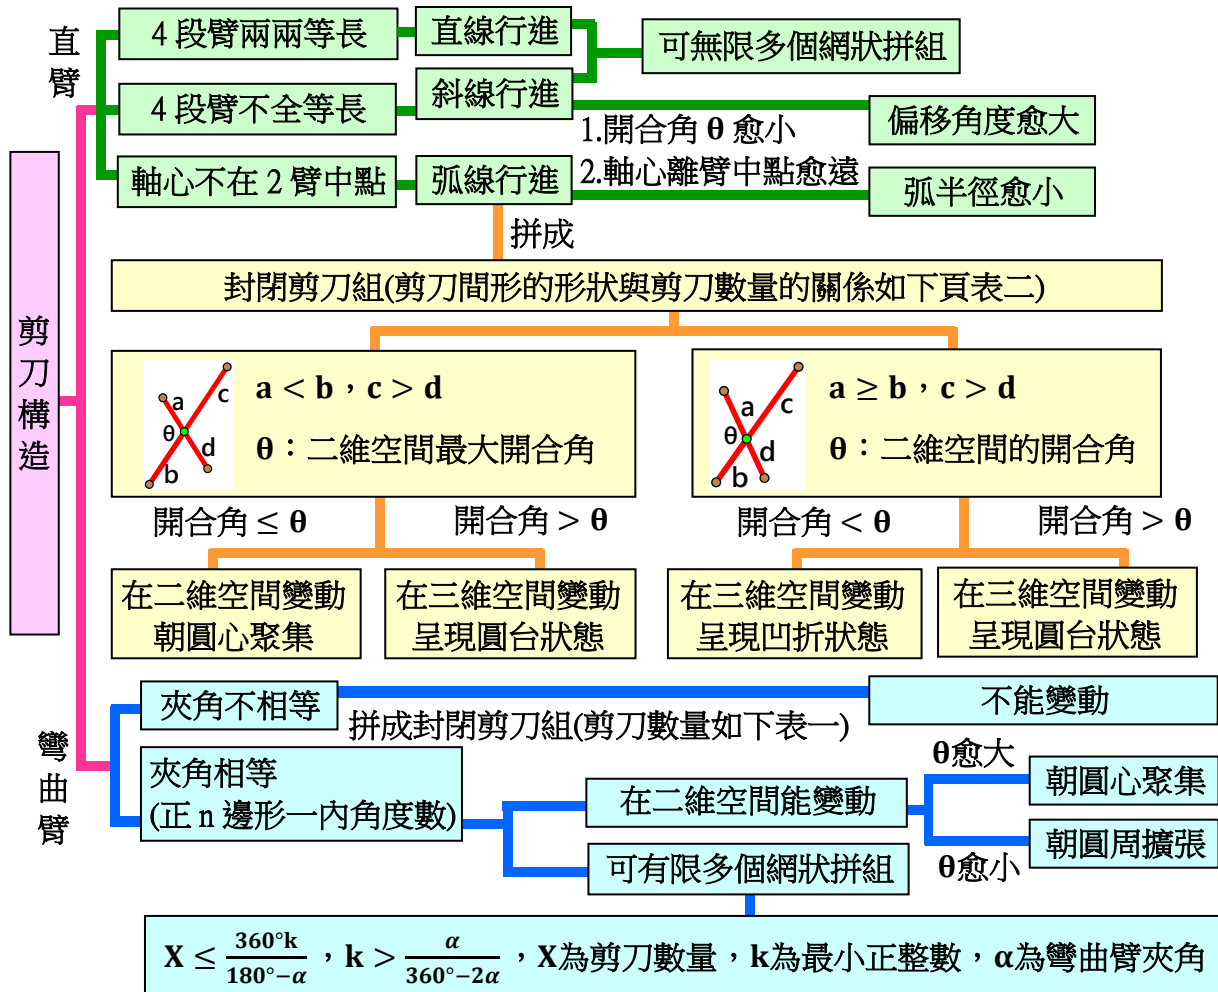 剪刀構造
直臂
4 段臂兩兩等長
直線行進
可無限多個網狀拼組
4 段臂不全等長
斜線行進
1.開合角 θ 愈小
2.軸心離臂中點愈遠
偏移角度愈大
軸心不在 2 臂中點
弧線行進
弧半徑愈小
拼成
封閉剪刀組(剪刀間形的形狀與剪刀數量的關係如下頁表二)
a
c
θ
d
b
a < b，c > d
θ：二維空間最大開合角
a
c
θ
d
b
a ≥ b，c > d
θ：二維空間的開合角
開合角 ≤ θ
開合角 > θ
開合角 < θ
開合角 > θ
在二維空間變動
朝圓心聚集
在三維空間變動
呈現圓台狀態
在三維空間變動
呈現凹折狀態
在三維空間變動
呈現圓台狀態
彎曲臂
夾角不相等
拼成封閉剪刀組(剪刀數量如下表一)
不能變動
夾角相等
(正 n 邊形一內角度數)
在二維空間能變動
θ愈大
朝圓心聚集
θ愈小
朝圓周擴張
可有限多個網狀拼組
X ≤ 360°k/(180°−α)，k > α/(360°−2α)，X為剪刀數量，k為最小正整數，α為彎曲臂夾角